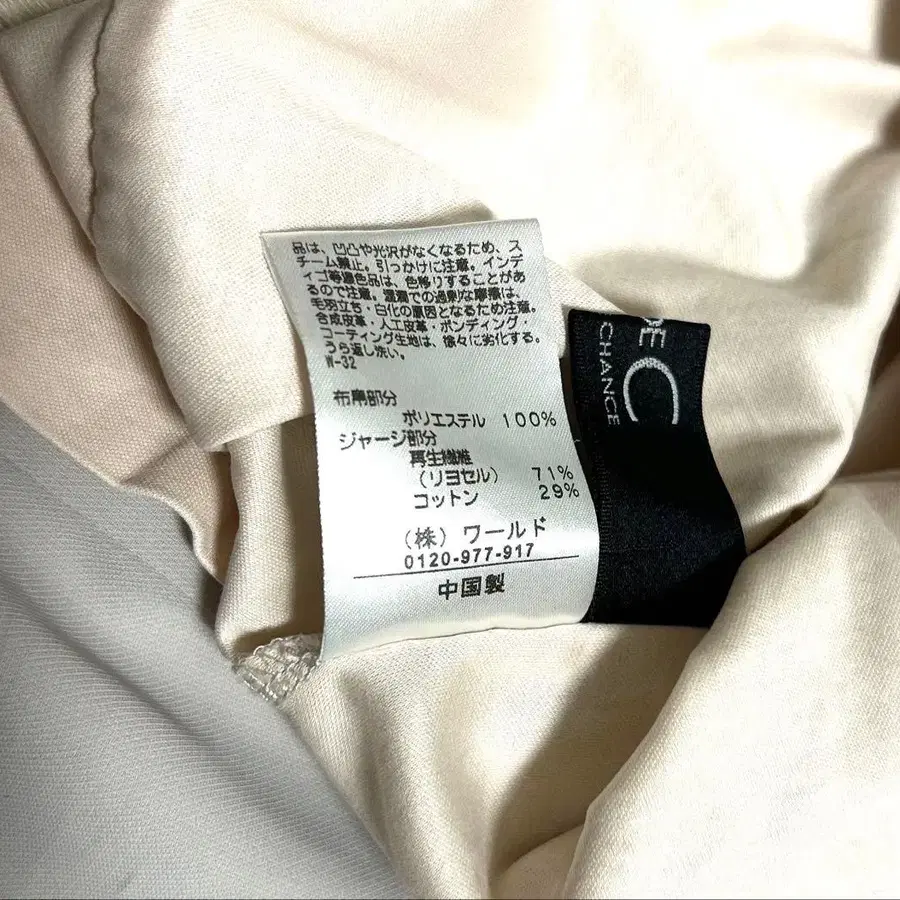 品は、凹凸や光沢がなくなるため、ス
チーム禁止。引っかけに注意。インディ
ィゴ等濃色品は、色移りすることがあ
るので注意。湿潤での過剰な摩擦は、
毛羽立ち・白化の原因となるため注意。
合成皮革・人工皮革・ボンディング・
コーティング生地は、徐々に劣化する。
うら返し洗い。
W-32
布帛部分
ポリエステル 100%
ジャージ部分
再生繊維
(リヨセル) 71%
コットン 29%
(株) ワールド
0120-977-917
中国製
DE C
CHANCE